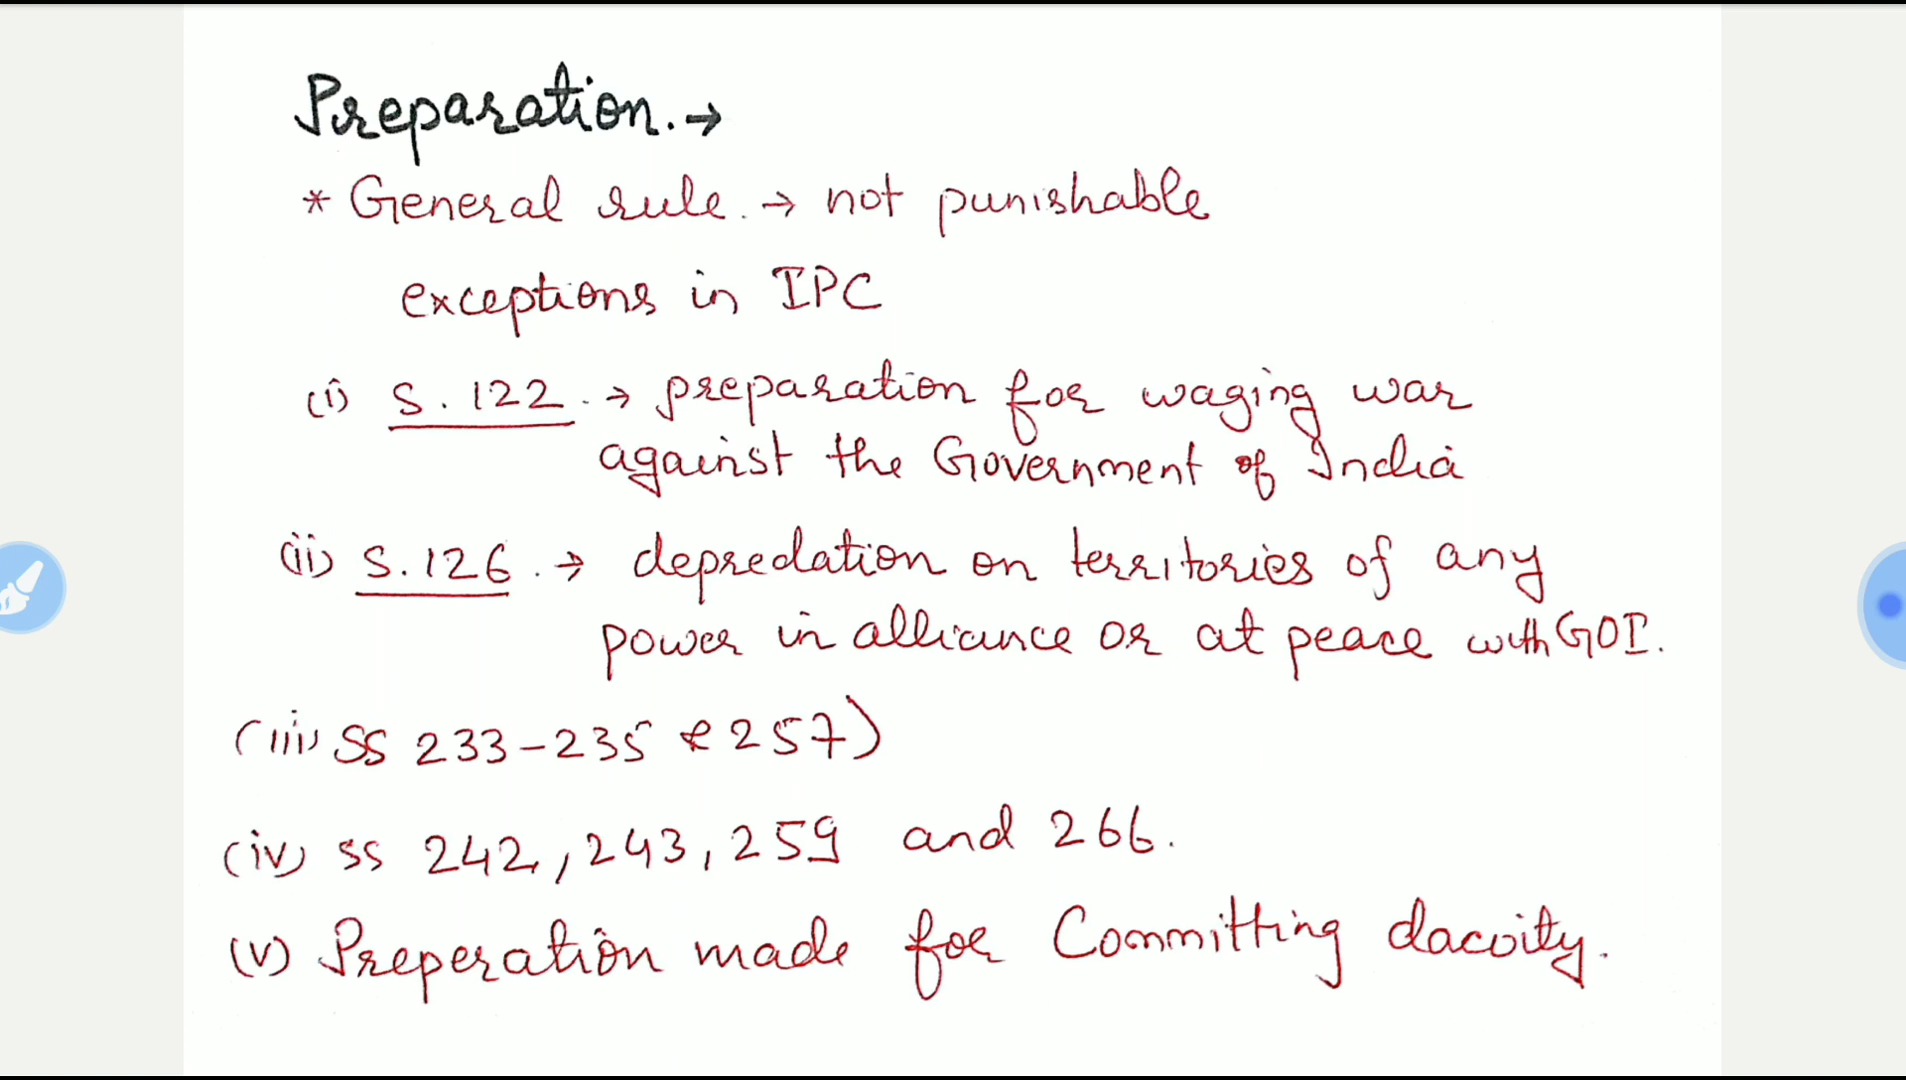 Preparation. →
* General rule. → not punishable
exceptions in IPC
(i) S. 122. → preparation for waging war
against the Government of India
(ii) S. 126. → depredation on territories of any
power in alliance or at peace with GOI.
(iii) SS 233-235 & 257)
(iv) SS 242, 243, 259 and 266.
(v) Preperation made for Committing dacoity.